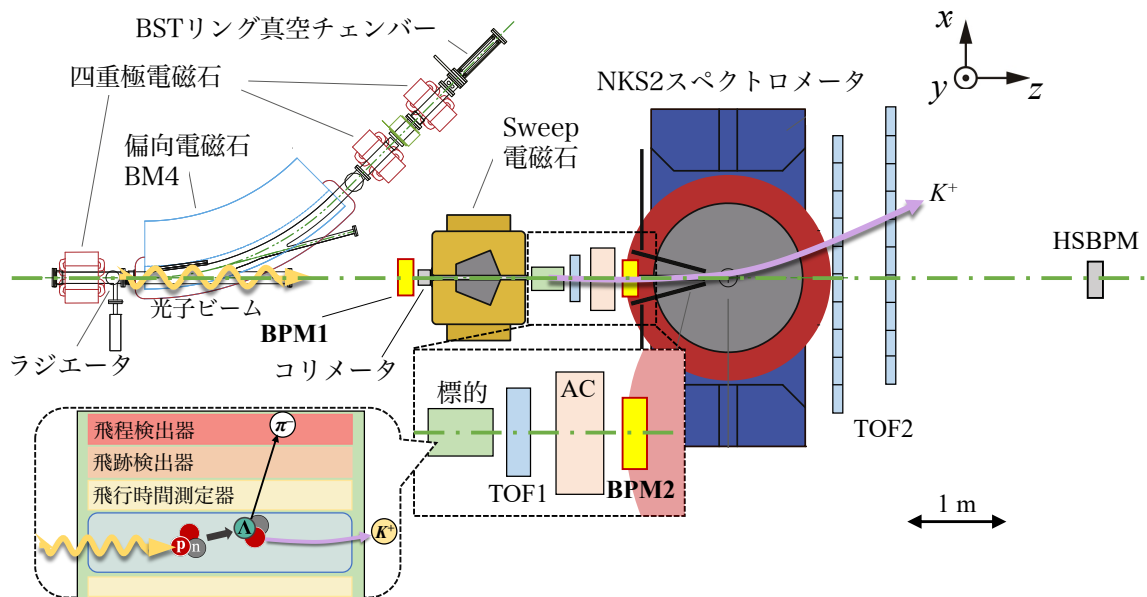 BSTリング真空チェンバー
四重極電磁石
偏向電磁石
BM4
Sweep
電磁石
NKS2スペクトロメータ
x
y
z
K+
HSBPM
光子ビーム
BPM1
ラジエータ
コリメータ
標的
AC
TOF1
BPM2
TOF2
1 m
飛程検出器
π-
飛跡検出器
飛行時間測定器
p
n
Λ
K+